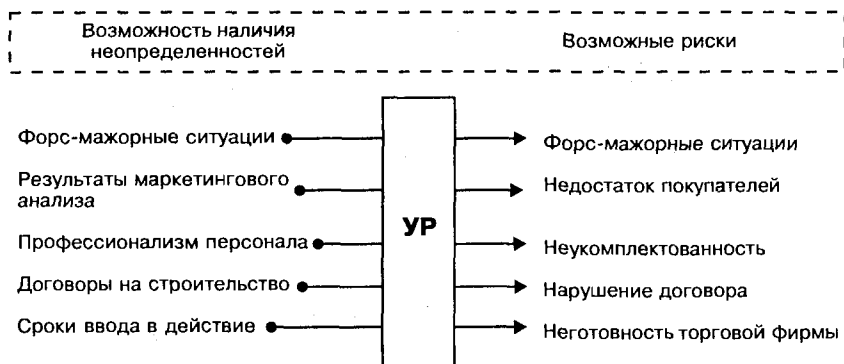 Возможность наличия
неопределенностей
Возможные риски
Форс-мажорные ситуации
Форс-мажорные ситуации
Результаты маркетингового
анализа
Недостаток покупателей
УР
Профессионализм персонала
Неукомплектованность
Договоры на строительство
Нарушение договора
Сроки ввода в действие
Неготовность торговой фирмы